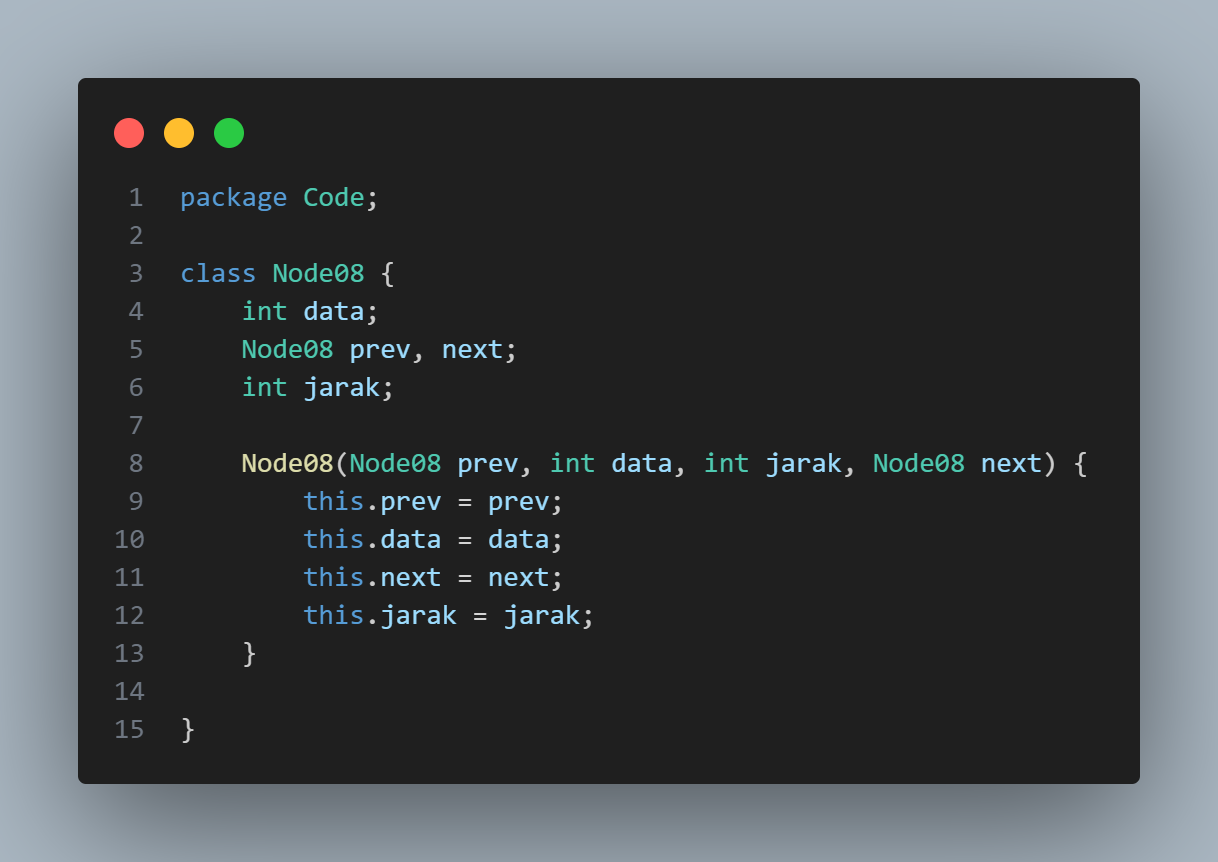 1 package Code;
2
3 class Node08 {
4     int data;
5     Node08 prev, next;
6     int jarak;
7
8     Node08(Node08 prev, int data, int jarak, Node08 next) {
9         this.prev = prev;
10         this.data = data;
11         this.next = next;
12         this.jarak = jarak;
13     }
14
15 }